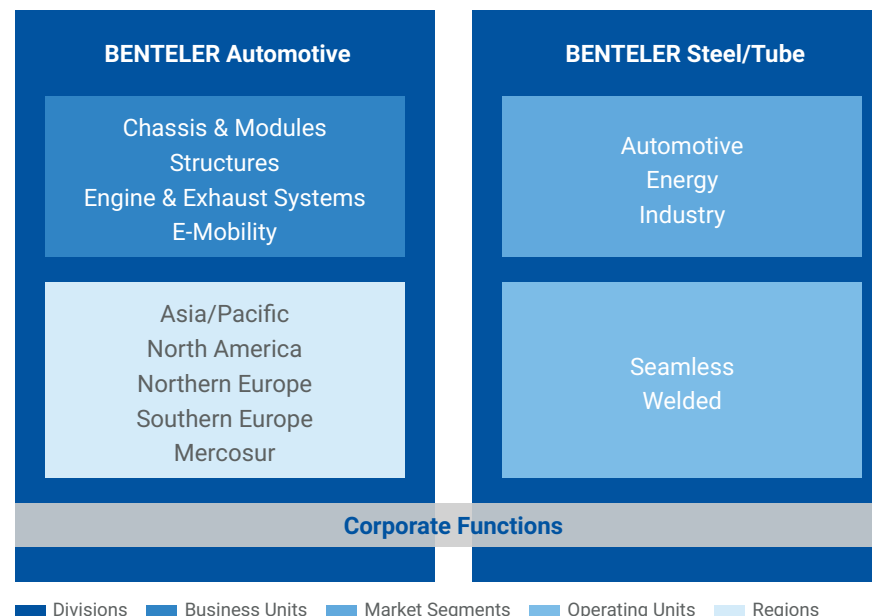 BENTELER Automotive
Chassis & Modules
Structures
Engine & Exhaust Systems
E-Mobility
Asia/Pacific
North America
Northern Europe
Southern Europe
Mercosur
BENTELER Steel/Tube
Automotive
Energy
Industry
Seamless
Welded
Corporate Functions
Divisions Business Units Market Segments Operating Units Regions